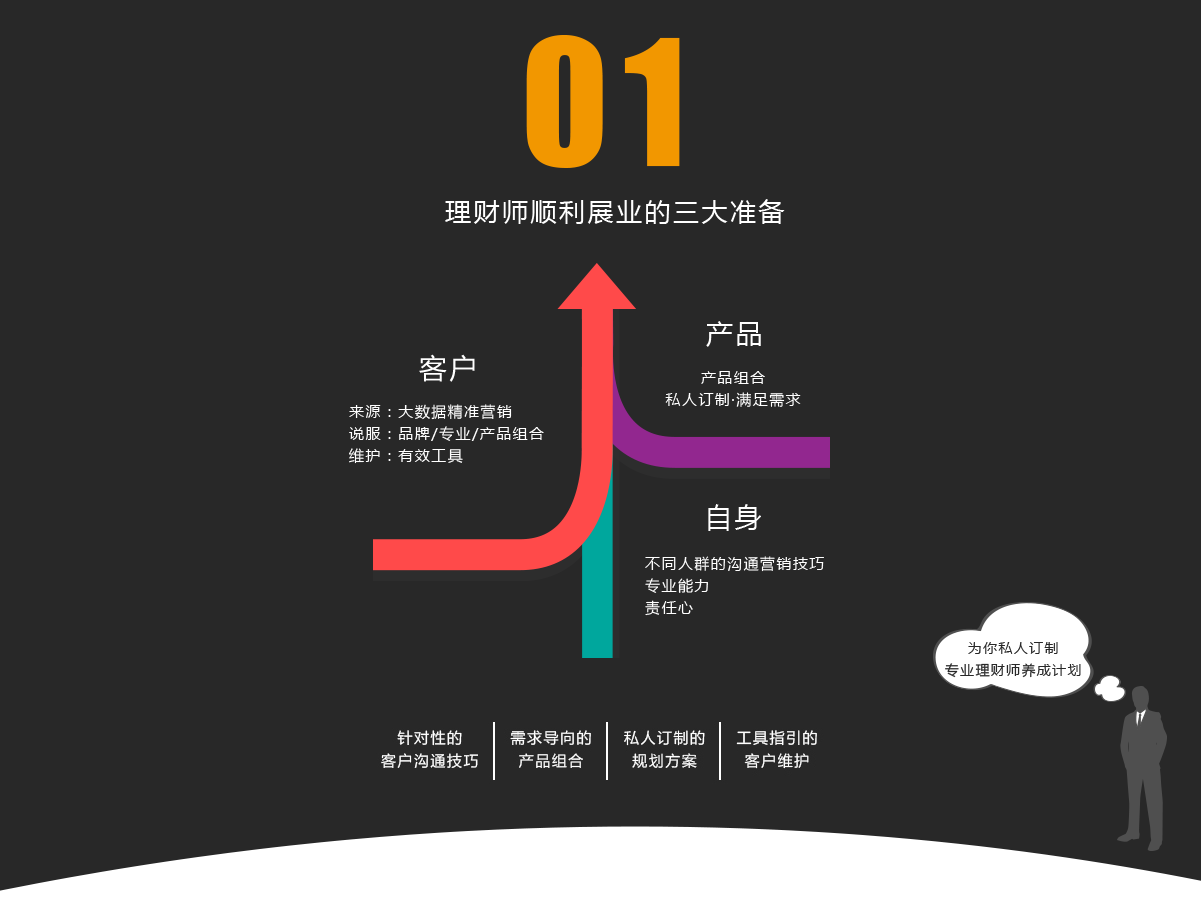 01
理财师顺利展业的三大准备
客户
来源：大数据精准营销
说服：品牌/专业/产品组合
维护：有效工具
产品
产品组合
私人订制·满足需求
自身
不同人群的沟通营销技巧
专业能力
责任心
为你私人订制
专业理财师养成计划
针对性的
客户沟通技巧
需求导向的
产品组合
私人订制的
规划方案
工具指引的
客户维护